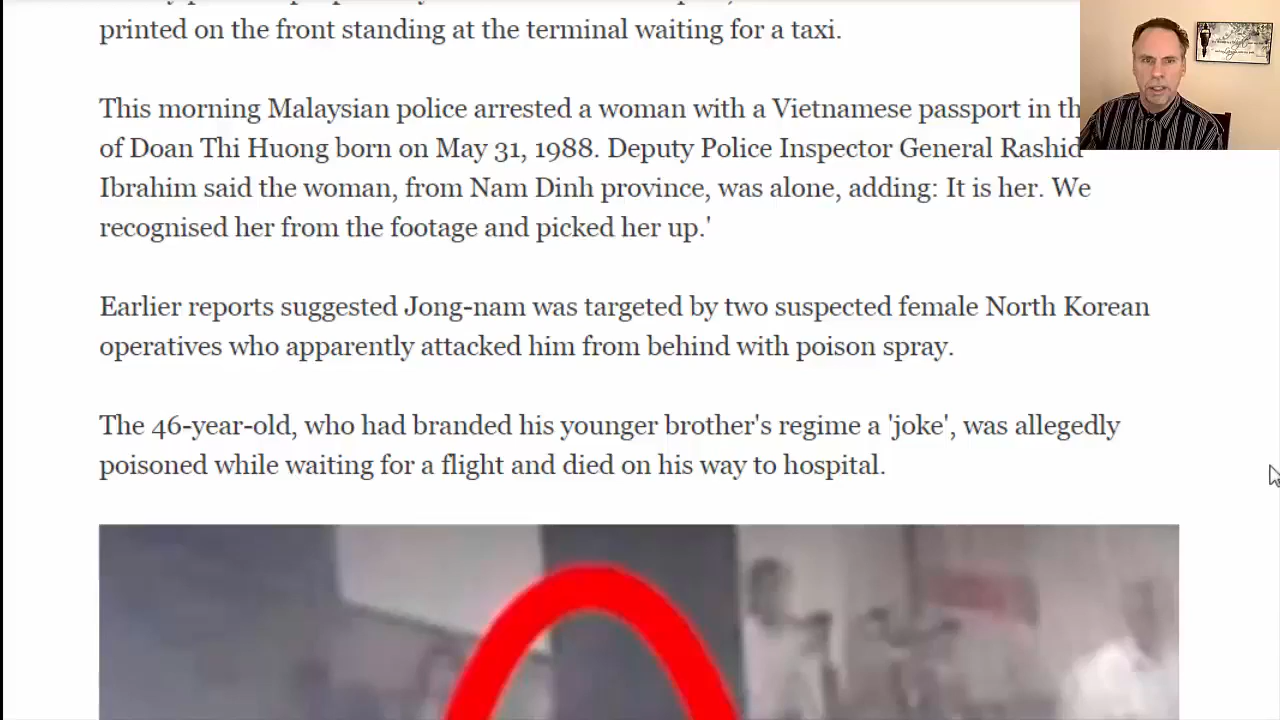 printed on the front standing at the terminal waiting for a taxi.
This morning Malaysian police arrested a woman with a Vietnamese passport in th
of Doan Thi Huong born on May 31, 1988. Deputy Police Inspector General Rashid
Ibrahim said the woman, from Nam Dinh province, was alone, adding: It is her. We
recognised her from the footage and picked her up.'
Earlier reports suggested Jong-nam was targeted by two suspected female North Korean
operatives who apparently attacked him from behind with poison spray.
The 46-year-old, who had branded his younger brother's regime a 'joke', was allegedly
poisoned while waiting for a flight and died on his way to hospital.